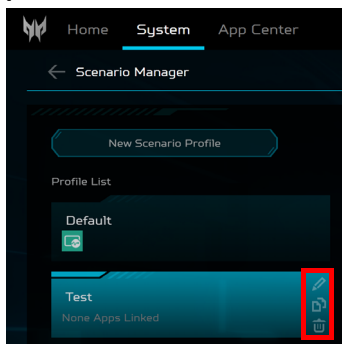 Home System App Center
Scenario Manager
New Scenario Profile
Profile List
Default
Test
None Apps Linked